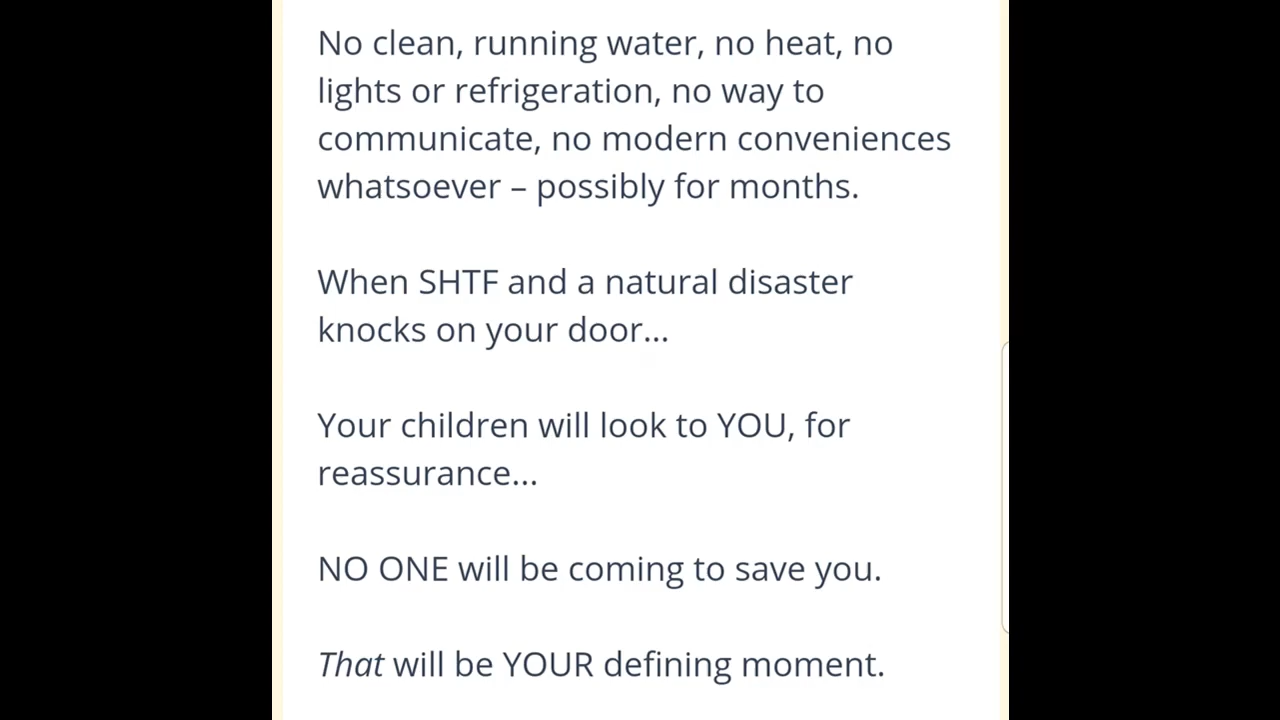 No clean, running water, no heat, no
lights or refrigeration, no way to
communicate, no modern conveniences
whatsoever – possibly for months.
When SHTF and a natural disaster
knocks on your door...
Your children will look to YOU, for
reassurance...
NO ONE will be coming to save you.
That will be YOUR defining moment.